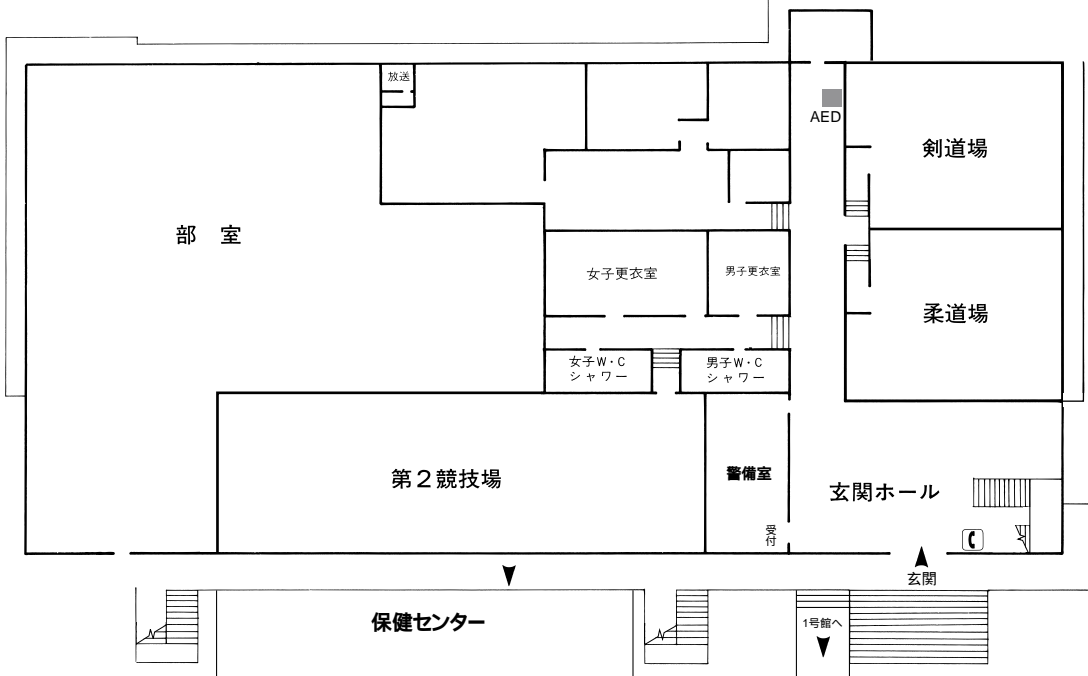 放送
AED
剣道場
部 室
女子更衣室
男子更衣室
柔道場
女子W・C
シャワー
男子W・C
シャワー
第2競技場
警備室
玄関ホール
受付
玄関
保健センター
1号館へ